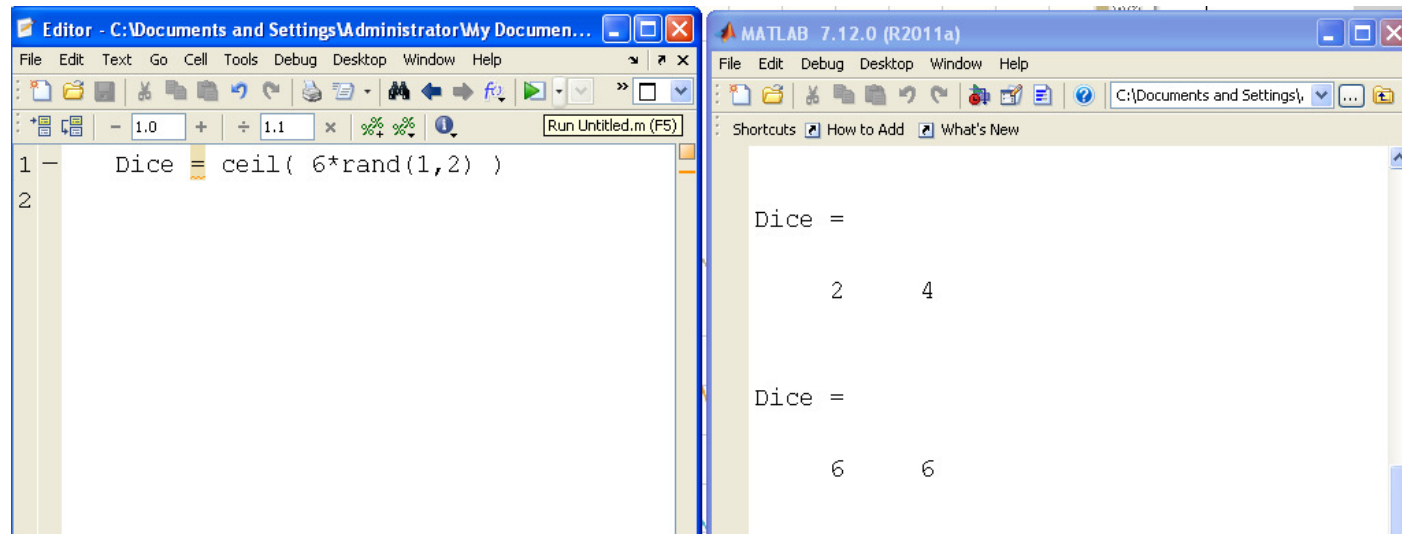 Editor - C:\Documents and Settings\Administrator\My Documen...
File Edit Text Go Cell Tools Debug Desktop Window Help
- 1.0 + ÷ 1.1 ×
Run Untitled.m (F5)
1 - Dice = ceil( 6*rand(1,2) )
2
MATLAB 7.12.0 (R2011a)
File Edit Debug Desktop Window Help
C:\Documents and Settings\
Shortcuts How to Add What's New
Dice =
2 4
Dice =
6 6